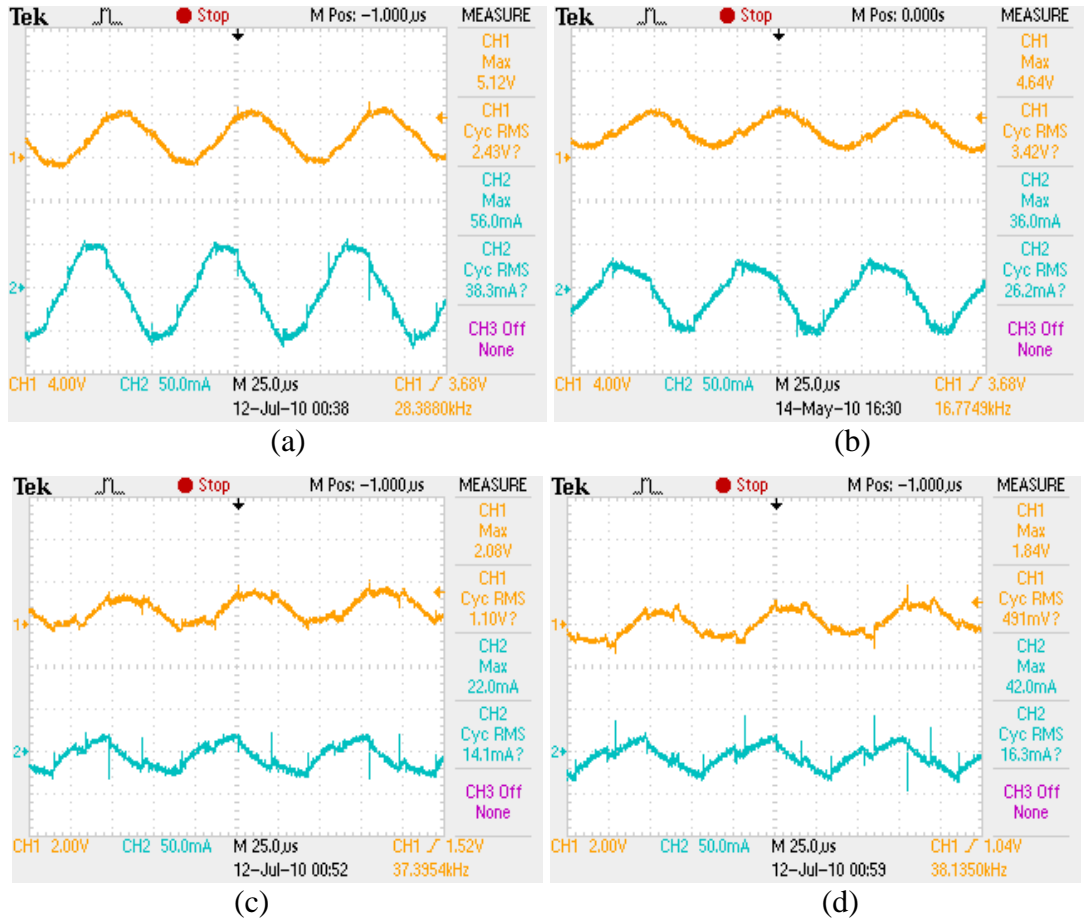 Tek Stop M Pos: -1.000µs MEASURE
CH1
Max
5.12V
CH1
Cyc RMS
2.43V?
CH2
Max
56.0mA
CH2
Cyc RMS
38.3mA?
CH3 Off
None
1
2
CH1 4.00V CH2 50.0mA M 25.0µs CH1 3.68V
12-Jul-10 00:38 28.3880kHz
(a)
Tek Stop M Pos: 0.000s MEASURE
CH1
Max
4.64V
CH1
Cyc RMS
3.42V?
CH2
Max
36.0mA
CH2
Cyc RMS
26.2mA?
CH3 Off
None
1
2
CH1 4.00V CH2 50.0mA M 25.0µs CH1 3.68V
14-May-10 16:30 16.7749kHz
(b)
Tek Stop M Pos: -1.000µs MEASURE
CH1
Max
2.08V
CH1
Cyc RMS
1.10V?
CH2
Max
22.0mA
CH2
Cyc RMS
14.1mA?
CH3 Off
None
1
2
CH1 2.00V CH2 50.0mA M 25.0µs CH1 1.52V
12-Jul-10 00:52 37.3954kHz
(c)
Tek Stop M Pos: -1.000µs MEASURE
CH1
Max
1.84V
CH1
Cyc RMS
491mV?
CH2
Max
42.0mA
CH2
Cyc RMS
16.3mA?
CH3 Off
None
1
2
CH1 2.00V CH2 50.0mA M 25.0µs CH1 1.04V
12-Jul-10 00:59 38.1350kHz
(d)